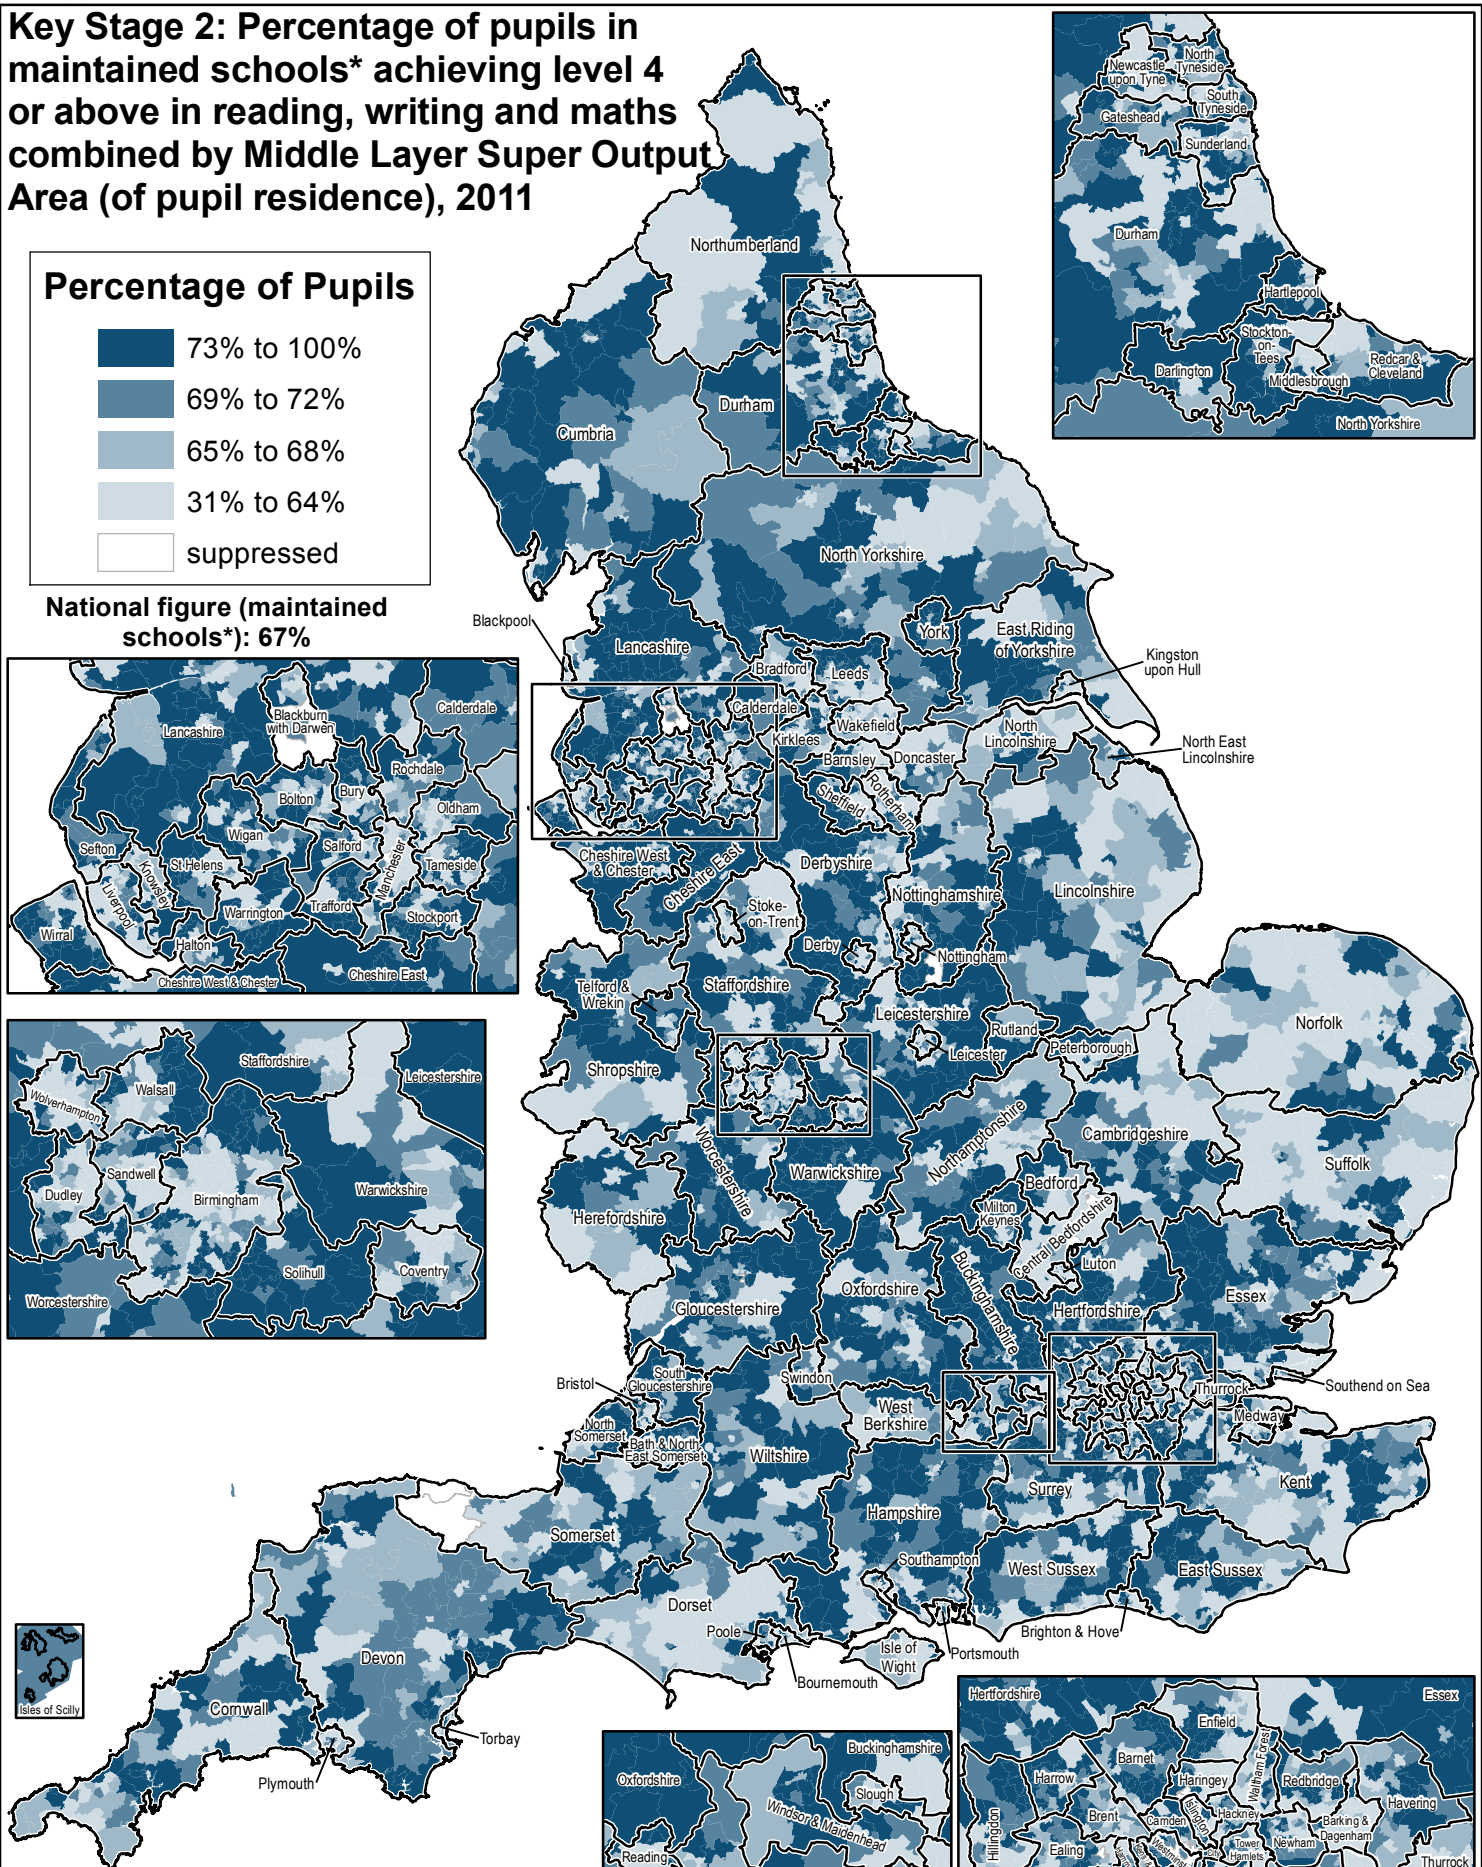 Key Stage 2: Percentage of pupils in
maintained schools* achieving level 4
or above in reading, writing and maths
combined by Middle Layer Super Output
Area (of pupil residence), 2011
Percentage of Pupils
73% to 100%
69% to 72%
65% to 68%
31% to 64%
suppressed
National figure (maintained
schools*): 67%
Newcastle
upon Tyne
North
Tyneside
South
Tyneside
Gateshead
Sunderland
Durham
Hartlepool
Stockton-
on-
Tees
Darlington
Middlesbrough
Redcar &
Cleveland
North Yorkshire
Northumberland
Durham
Cumbria
North Yorkshire
Blackpool
Lancashire
Bradford
Leeds
York
East Riding
of Yorkshire
Kingston
upon Hull
Calderdale
Wakefield
Kirklees
Barnsley
Doncaster
North
Lincolnshire
North East
Lincolnshire
Sheffield
Rotherham
Cheshire West
& Chester
Cheshire East
Derbyshire
Nottinghamshire
Lincolnshire
Stoke-
on-Trent
Derby
Nottingham
Telford &
Wrekin
Staffordshire
Leicestershire
Rutland
Leicester
Peterborough
Norfolk
Shropshire
Worcestershire
Warwickshire
Northamptonshire
Cambridgeshire
Suffolk
Herefordshire
Bedford
Milton
Keynes
Central Bedfordshire
Luton
Buckinghamshire
Gloucestershire
Oxfordshire
Hertfordshire
Essex
Bristol
South
Gloucestershire
Swindon
West
Berkshire
Thurrock
Southend on Sea
Medway
North
Somerset
Bath & North
East Somerset
Wiltshire
Kent
Surrey
Hampshire
Somerset
Southampton
West Sussex
East Sussex
Dorset
Poole
Bournemouth
Isle of
Wight
Portsmouth
Brighton & Hove
Devon
Cornwall
Torbay
Plymouth
Isles of Scilly
Lancashire
Blackburn
with Darwen
Calderdale
Rochdale
Bolton
Bury
Oldham
Wigan
Sefton
Salford
St Helens
Knowsley
Liverpool
Manchester
Tameside
Warrington
Trafford
Stockport
Wirral
Halton
Cheshire West & Chester
Cheshire East
Staffordshire
Leicestershire
Walsall
Wolverhampton
Sandwell
Dudley
Birmingham
Warwickshire
Solihull
Coventry
Worcestershire
Buckinghamshire
Oxfordshire
Slough
Windsor & Maidenhead
Reading
Hertfordshire
Essex
Enfield
Barnet
Harrow
Haringey
Waltham Forest
Redbridge
Havering
Hillingdon
Brent
Camden
Islington
Hackney
Barking &
Dagenham
Ealing
Tower
Hamlets
Newham
Thurrock